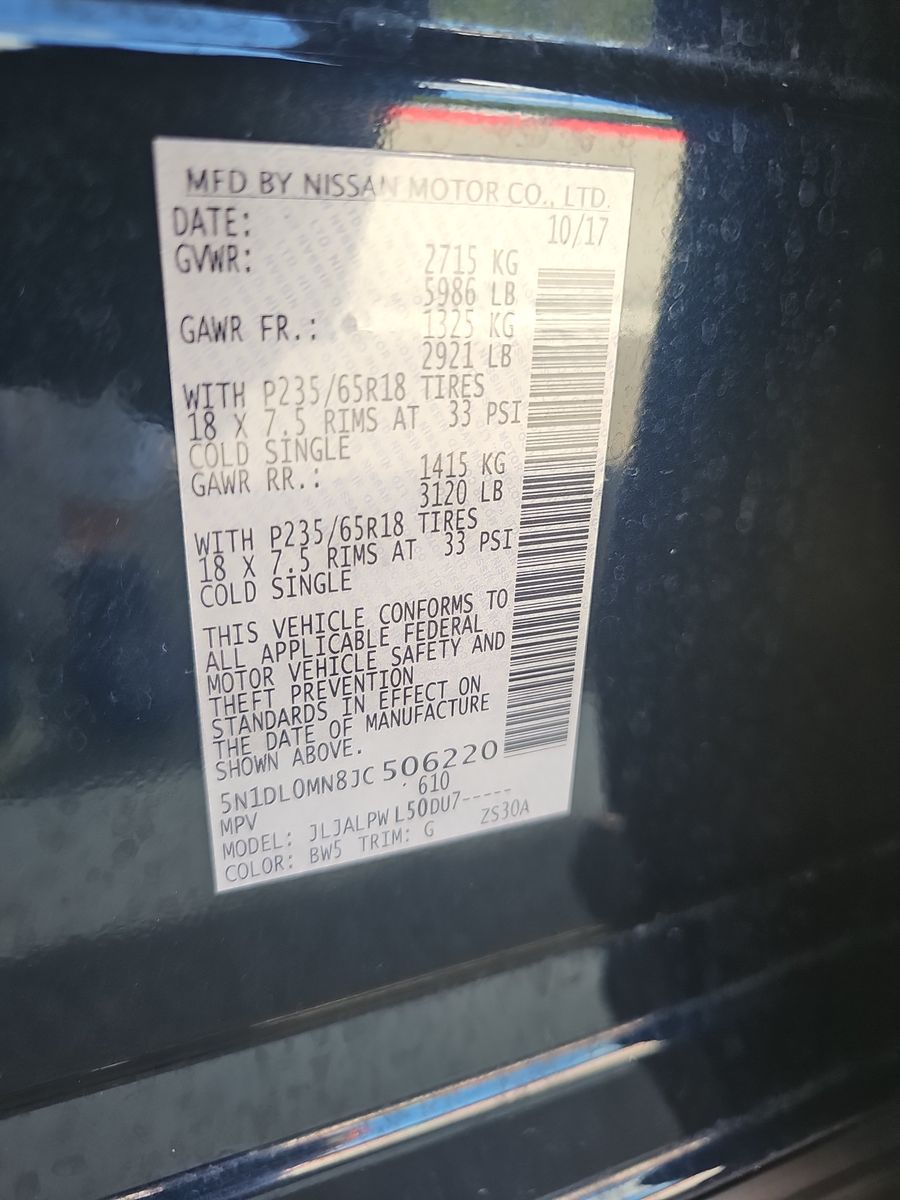 MFD BY NISSAN MOTOR CO., LTD.
DATE: 10/17
GVWR: 2715 KG
5986 LB
GAWR FR.: 1325 KG
2921 LB
WITH P235/65R18 TIRES
18 X 7.5 RIMS AT 33 PSI
COLD SINGLE
GAWR RR.: 1415 KG
3120 LB
WITH P235/65R18 TIRES
18 X 7.5 RIMS AT 33 PSI
COLD SINGLE
THIS VEHICLE CONFORMS TO
ALL APPLICABLE FEDERAL
MOTOR VEHICLE SAFETY AND
THEFT PREVENTION
STANDARDS IN EFFECT ON
THE DATE OF MANUFACTURE
SHOWN ABOVE.
5N1DL0MN8JC 506220
MPV 610
MODEL: JLJALPW L50DU7-----
COLOR: BW5 TRIM: G ZS30A